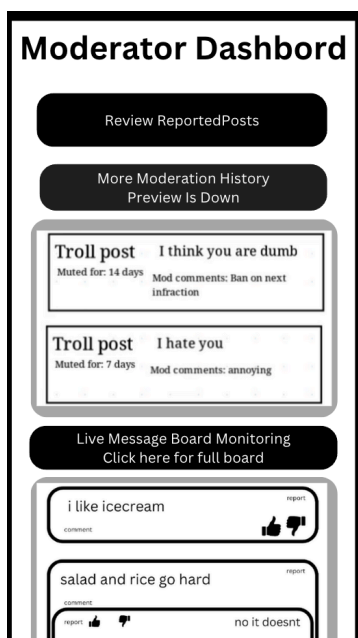 Moderator Dashbord
Review ReportedPosts
More Moderation History
Preview Is Down
Troll post
I think you are dumb
Muted for: 14 days
Mod comments: Ban on next
infraction
Troll post
I hate you
Muted for: 7 days
Mod comments: annoying
Live Message Board Monitoring
Click here for full board
report
i like icecream
comment
report
salad and rice go hard
comment
report
no it doesnt